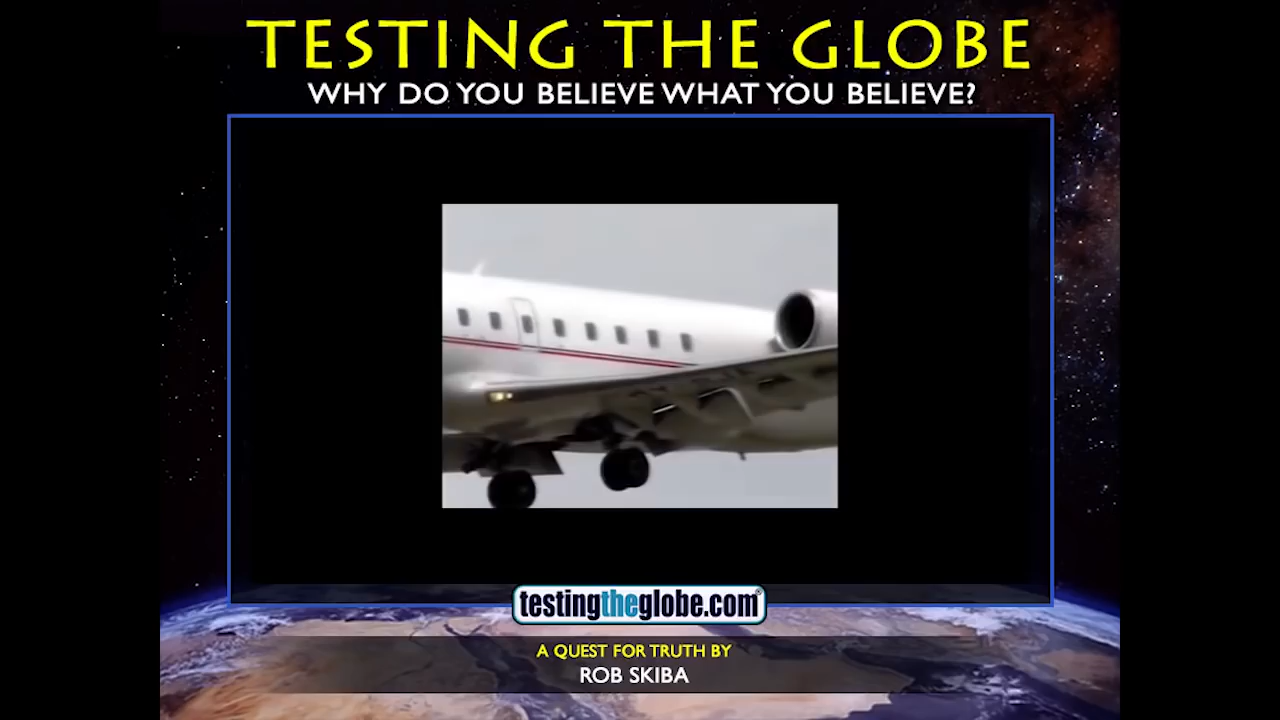 TESTING THE GLOBE
WHY DO YOU BELIEVE WHAT YOU BELIEVE?
testingtheglobe.com®
A QUEST FOR TRUTH BY
ROB SKIBA